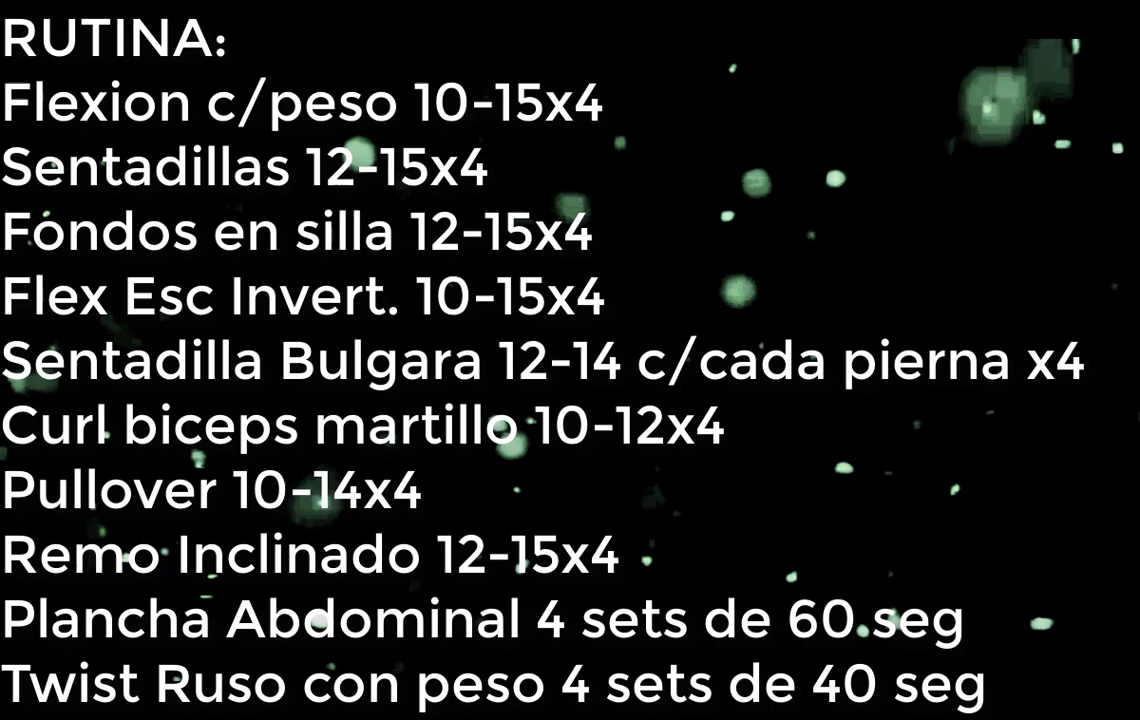 RUTINA:
Flexion c/peso 10-15x4
Sentadillas 12-15x4
Fondos en silla 12-15x4
Flex Esc Invert. 10-15x4
Sentadilla Bulgara 12-14 c/cada pierna x4
Curl biceps martillo 10-12x4
Pullover 10-14x4
Remo Inclinado 12-15x4
Plancha Abdominal 4 sets de 60 seg
Twist Ruso con peso 4 sets de 40 seg